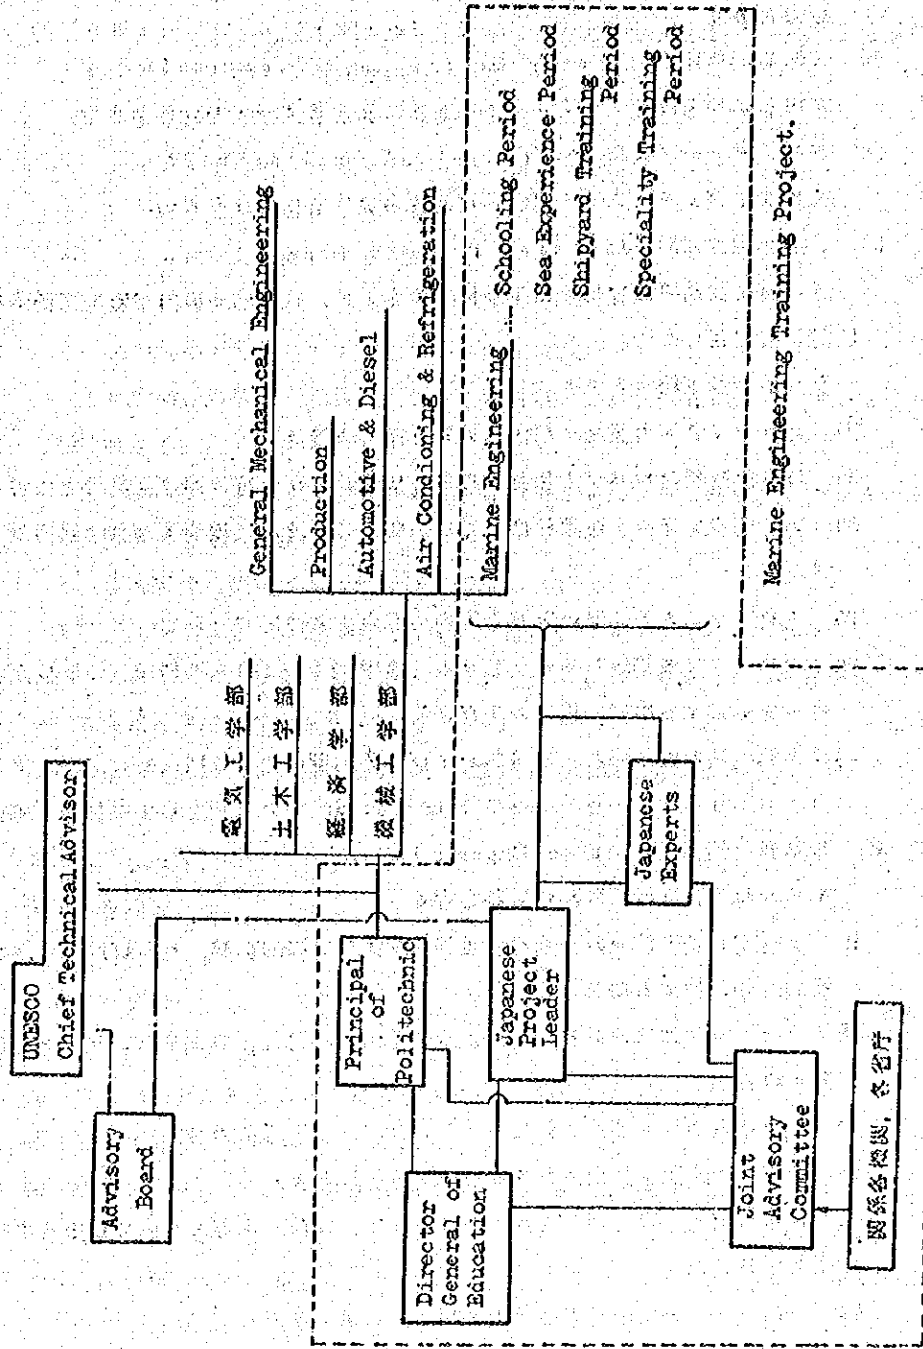 UNESCO
Chief Technical Advisor
Advisory
Board
電気工学部
土木工学部
経済学部
機械工学部
General Mechanical Engineering
Production
Automotive & Diesel
Air Condioning & Refrigeration
Marine Engineering ... Schooling Period
Sea Experience Period
Shipyard Training
Period
Speciality Training
Period
Principal
of
Politechnic
Director
General of
Education
Japanese
Project
Leader
Japanese
Experts
Joint
Advisory
Committee
関係各機関，各省庁
Marine Engineering Training Project.